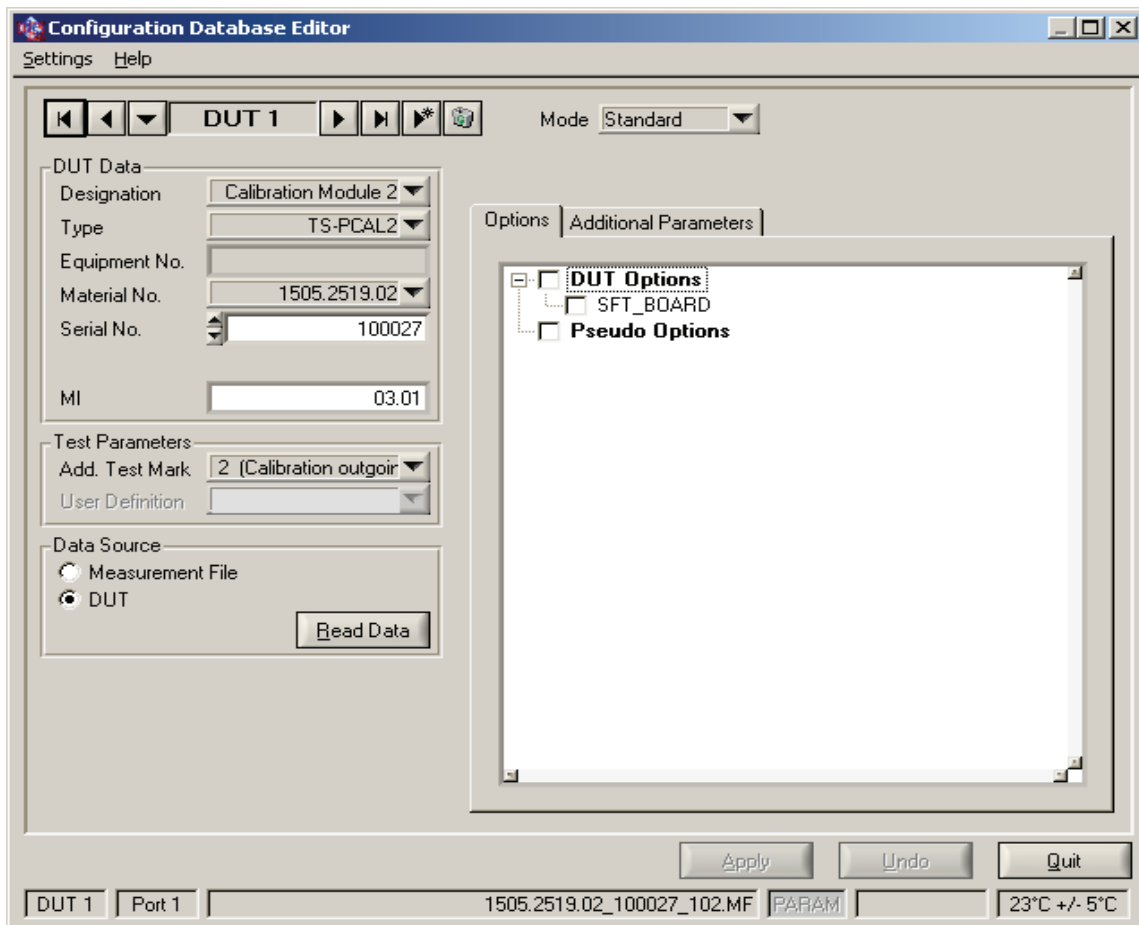 Configuration Database Editor
Settings Help
DUT 1
Mode Standard
DUT Data
Designation Calibration Module 2
Type TS-PCAL2
Equipment No.
Material No. 1505.2519.02
Serial No. 100027
MI 03.01
Test Parameters
Add. Test Mark 2 (Calibration outgoin
User Definition
Data Source
Measurement File
DUT
Read Data
Options Additional Parameters
DUT Options
SFT_BOARD
Pseudo Options
Apply Undo Quit
DUT 1 Port 1 1505.2519.02_100027_102.MF PARAM 23°C +/- 5°C